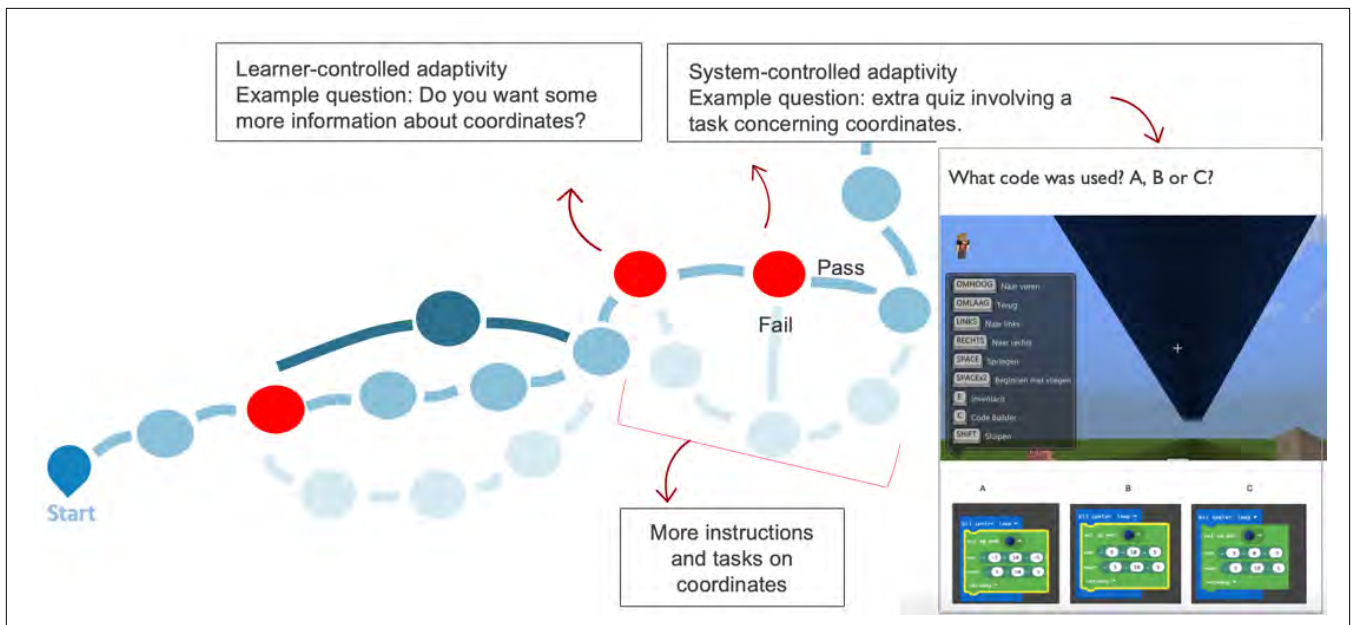 Learner-controlled adaptivity
Example question: Do you want some
more information about coordinates?
System-controlled adaptivity
Example question: extra quiz involving a
task concerning coordinates.
What code was used? A, B or C?
Pass
Fail
Start
More instructions
and tasks on
coordinates
OMHOOG Naar voren
OMLAAG Terug
LINKS Naar links
RECHTS Naar rechts
SPACE Springen
SPACEx2 Beginnen met vliegen
E Inventaris
C Code Builder
SHIFT Sluipen
A
B
C